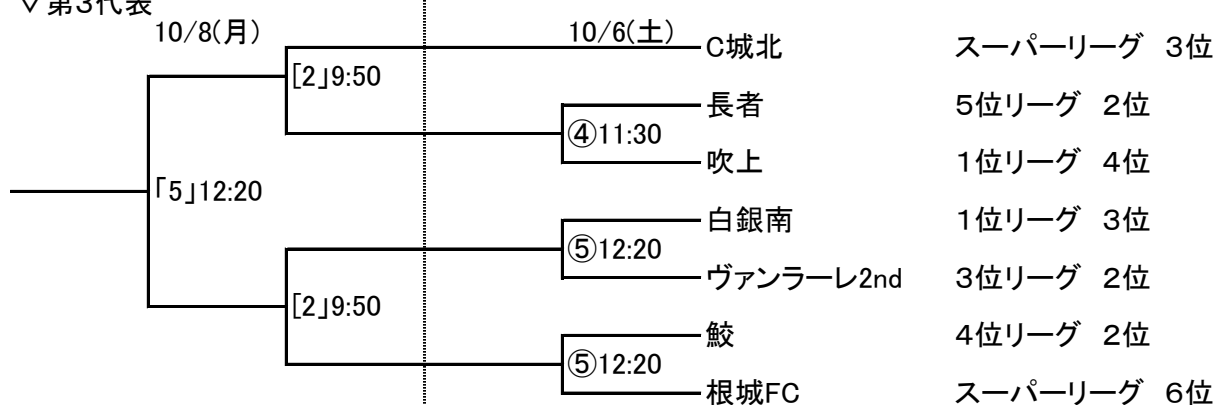 ▽第3代表
10/8(月) 10/6(土)
C城北 スーパーリーグ 3位
[2」9:50
長者 5位リーグ 2位
④11:30
吹上 1位リーグ 4位
「5」12:20
白銀南 1位リーグ 3位
⑤12:20
ヴァンラーレ2nd 3位リーグ 2位
[2」9:50
鮫 4位リーグ 2位
⑤12:20
根城FC スーパーリーグ 6位